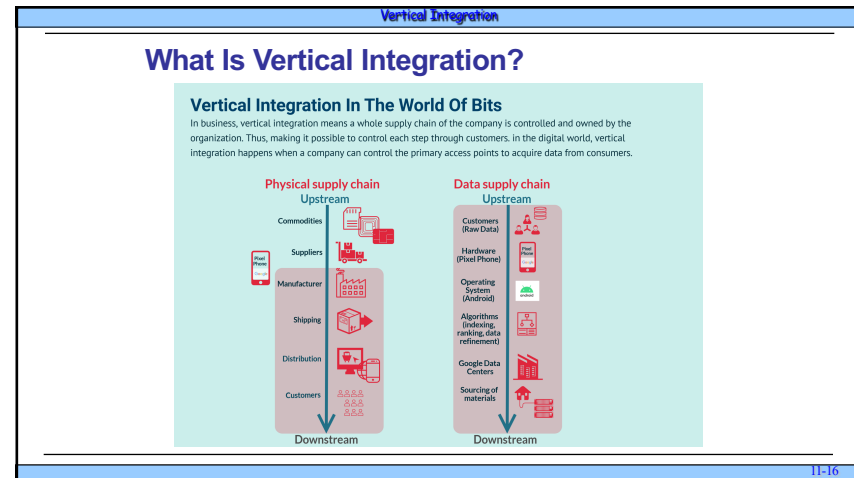 Vertical Integration
What Is Vertical Integration?
Vertical Integration In The World Of Bits
In business, vertical integration means a whole supply chain of the company is controlled and owned by the
organization. Thus, making it possible to control each step through customers. in the digital world, vertical
integration happens when a company can control the primary access points to acquire data from consumers.
Physical supply chain
Upstream
Commodities
Suppliers
Pixel
Phone
Google
Manufacturer
Shipping
Distribution
Customers
Downstream
Data supply chain
Upstream
Customers
(Raw Data)
Hardware
(Pixel Phone)
Pixel
Phone
Google
Operating
System
(Android)
android
Algorithms
(indexing,
ranking, data
refinement)
Google Data
Centers
Sourcing of
materials
Downstream
11-16